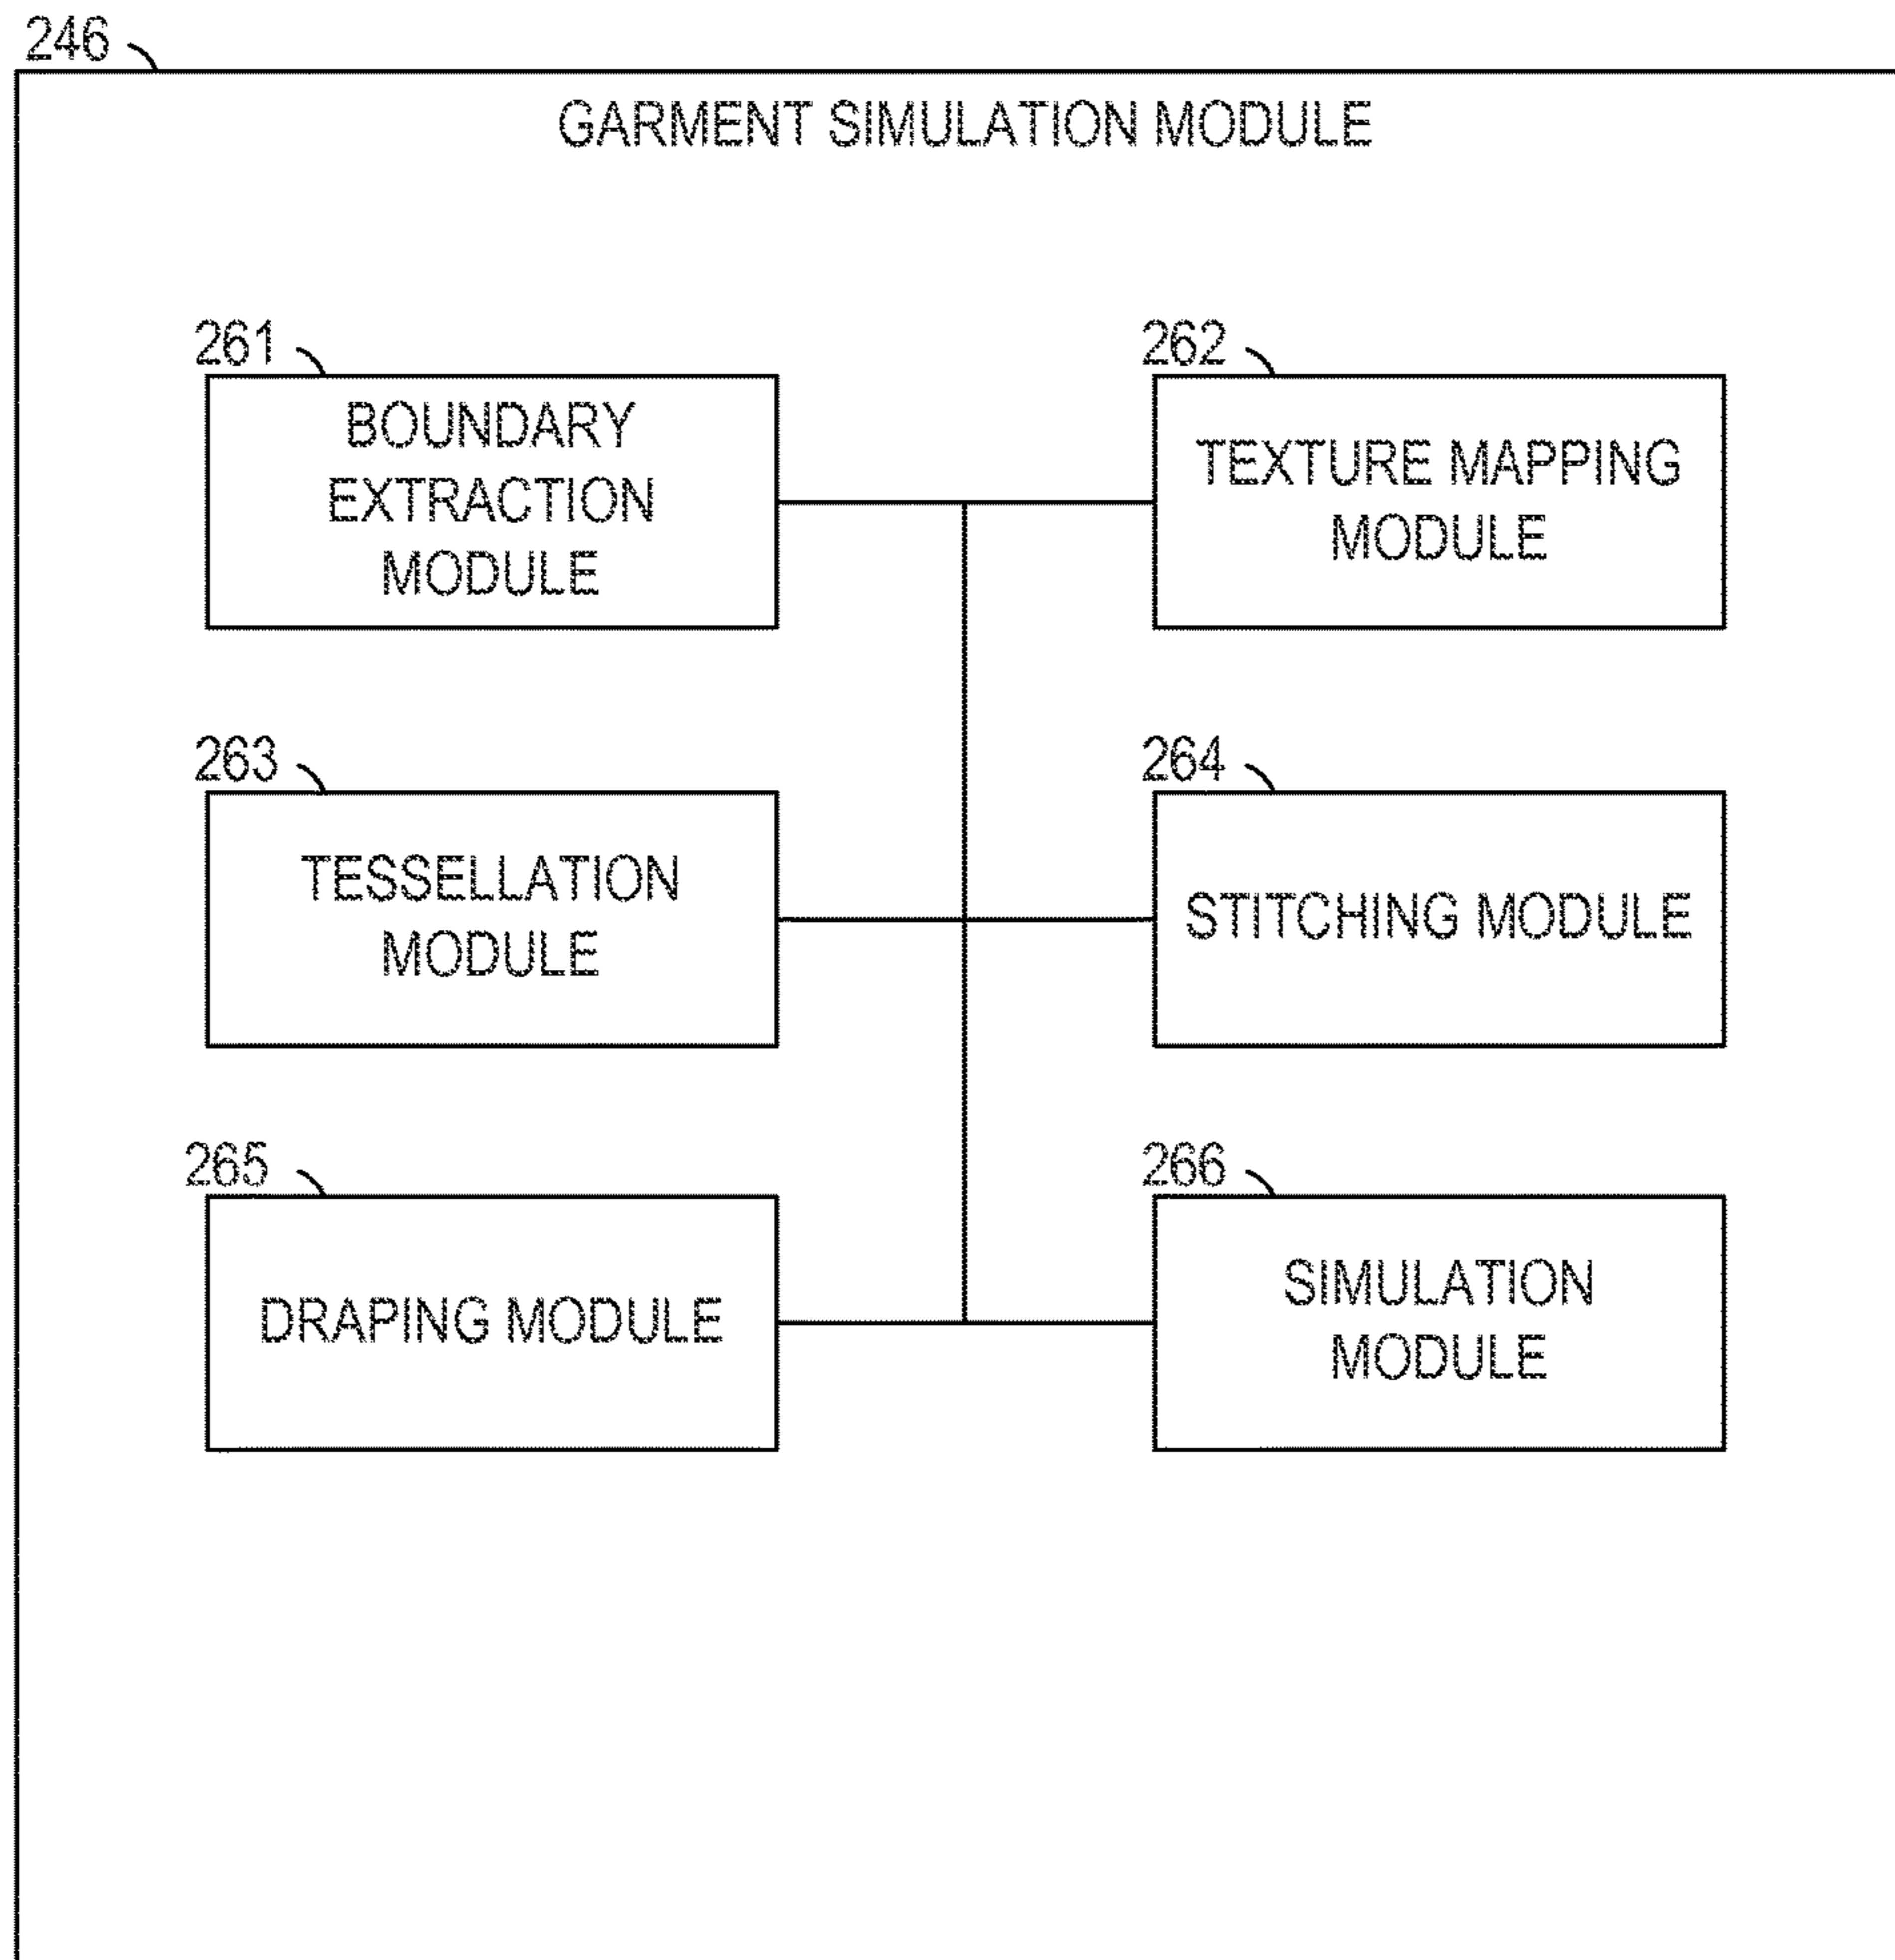 246
GARMENT SIMULATION MODULE
261
BOUNDARY
EXTRACTION
MODULE
262
TEXTURE MAPPING
MODULE
263
TESSELLATION
MODULE
264
STITCHING MODULE
265
DRAPING MODULE
266
SIMULATION
MODULE